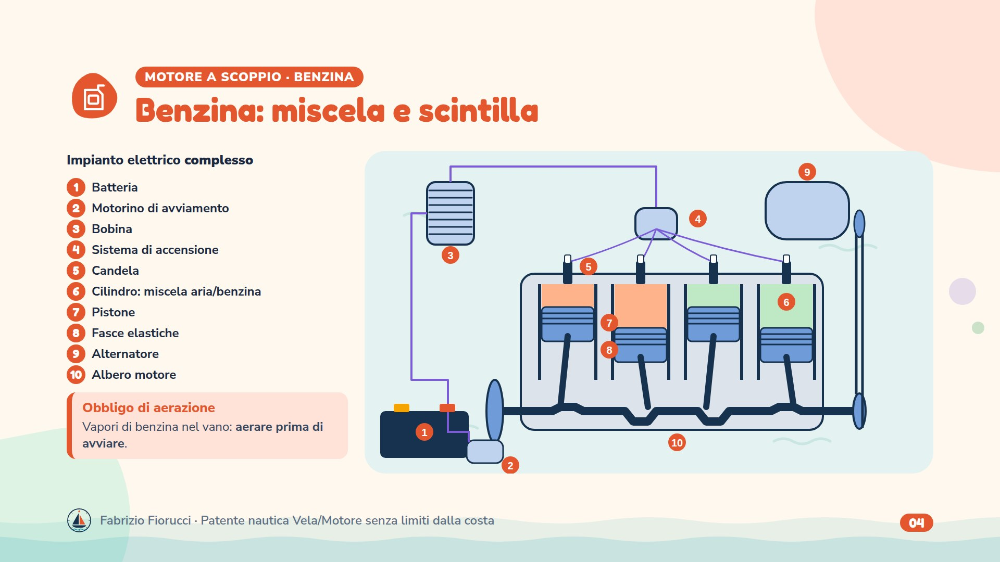 MOTORE A SCOPPIO · BENZINA
Benzina: miscela e scintilla
Impianto elettrico complesso
1 Batteria
2 Motorino di avviamento
3 Bobina
4 Sistema di accensione
5 Candela
6 Cilindro: miscela aria/benzina
7 Pistone
8 Fasce elastiche
9 Alternatore
10 Albero motore
Obbligo di aerazione
Vapori di benzina nel vano: aerare prima di
avviare.
9
4
3
5
6
7
8
1
10
2
Fabrizio Fiorucci · Patente nautica Vela/Motore senza limiti dalla costa
04